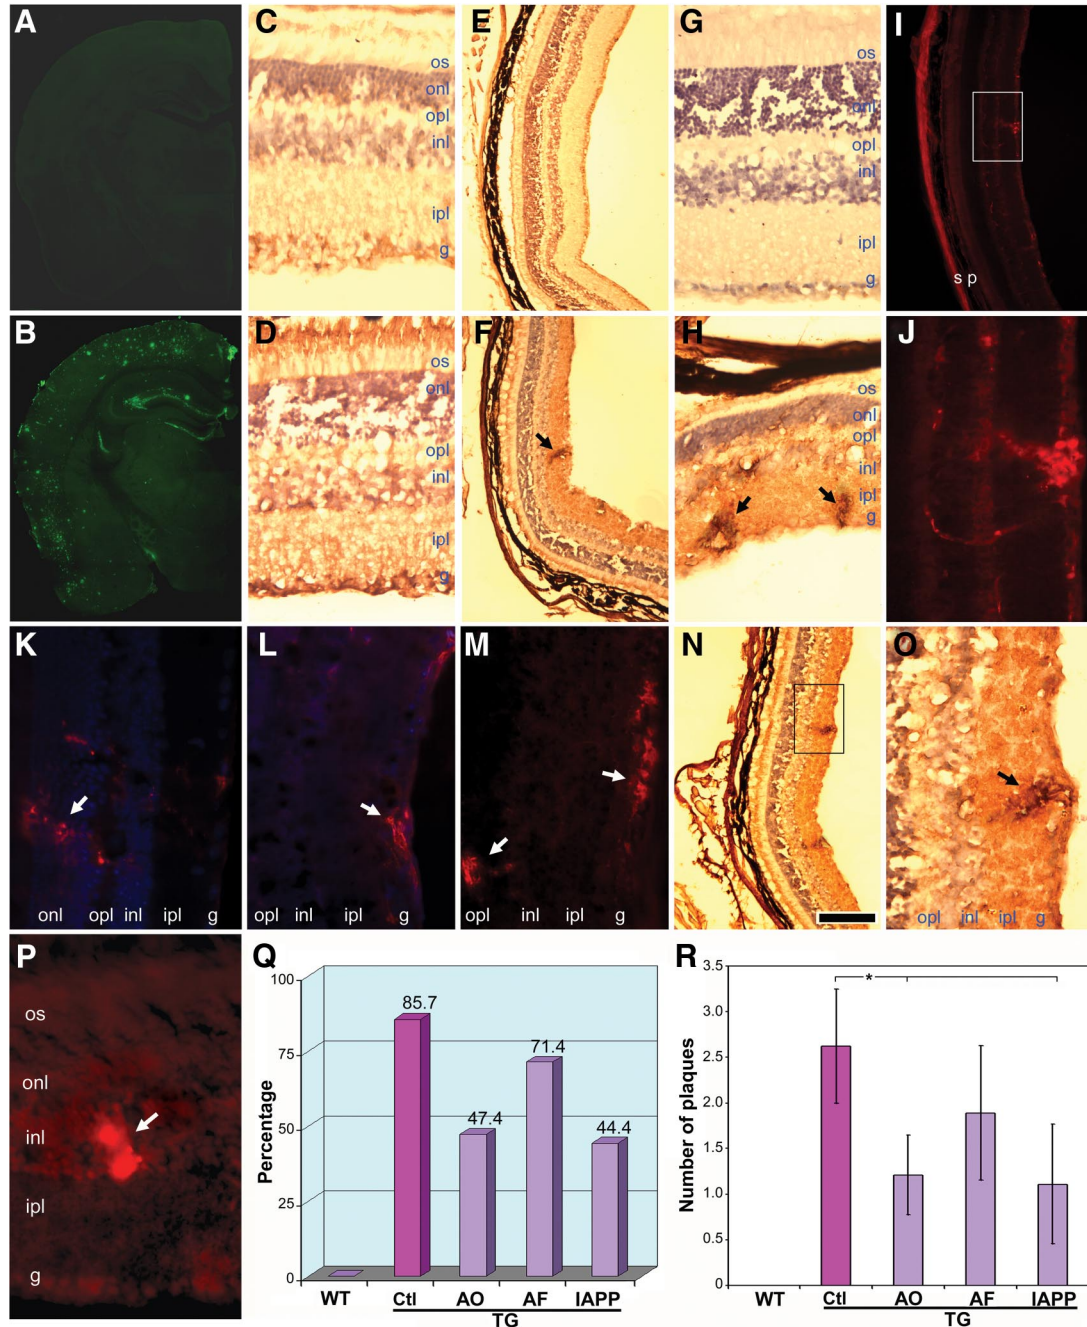 A
C
E
G
I
os
onl
opl
inl
ipl
g
os
onl
opl
inl
ipl
g
s p
B
D
F
H
J
os
onl
opl
inl
ipl
g
os
onl
opl
inl
ipl
g
K
L
M
N
O
onl opl inl ipl g
opl inl ipl g
opl inl ipl g
opl inl ipl g
P
os
onl
inl
ipl
g
Q
100
75
50
25
0
Percentage
85.7
47.4
71.4
44.4
WT Ctl AO AF IAPP
TG
R
3.5
3.0
2.5
2.0
1.5
1.0
0.5
0
Number of plaques
*
WT Ctl AO AF IAPP
TG